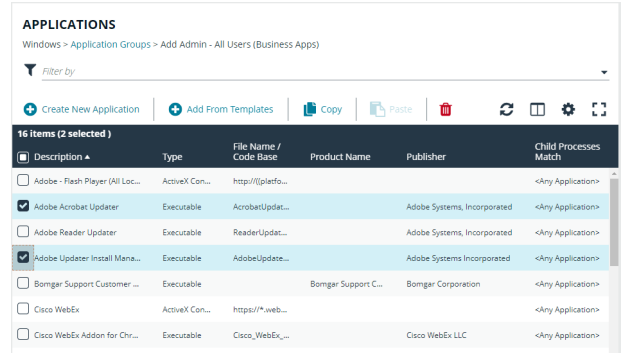 APPLICATIONS
Windows > Application Groups > Add Admin - All Users (Business Apps)
Filter by
Create New Application Add From Templates Copy Paste
16 items (2 selected )
Description Type File Name / Code Base Product Name Publisher Child Processes Match
Adobe - Flash Player (All Loc... ActiveX Con... http://({platfo... <Any Application>
Adobe Acrobat Updater Executable AcrobatUpdat... Adobe Systems, Incorporated <Any Application>
Adobe Reader Updater Executable ReaderUpdat... Adobe Systems, Incorporated <Any Application>
Adobe Updater Install Mana... Executable AdobeUpdate... Adobe Systems Incorporated <Any Application>
Bomgar Support Customer ... Executable Bomgar Support C... Bomgar Corporation <Any Application>
Cisco WebEx ActiveX Con... https://*.web... <Any Application>
Cisco WebEx Addon for Chr... Executable Cisco_WebEx_... Cisco WebEx LLC <Any Application>